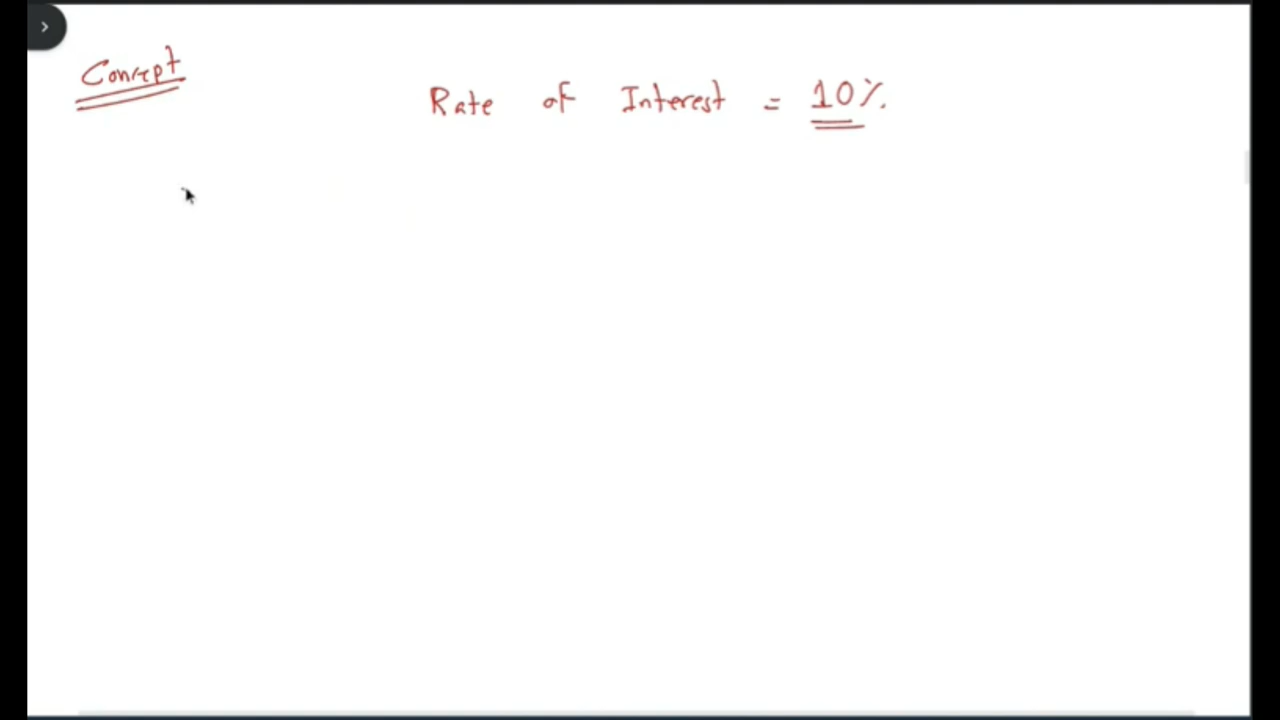 Concept
Rate of Interest = 10%